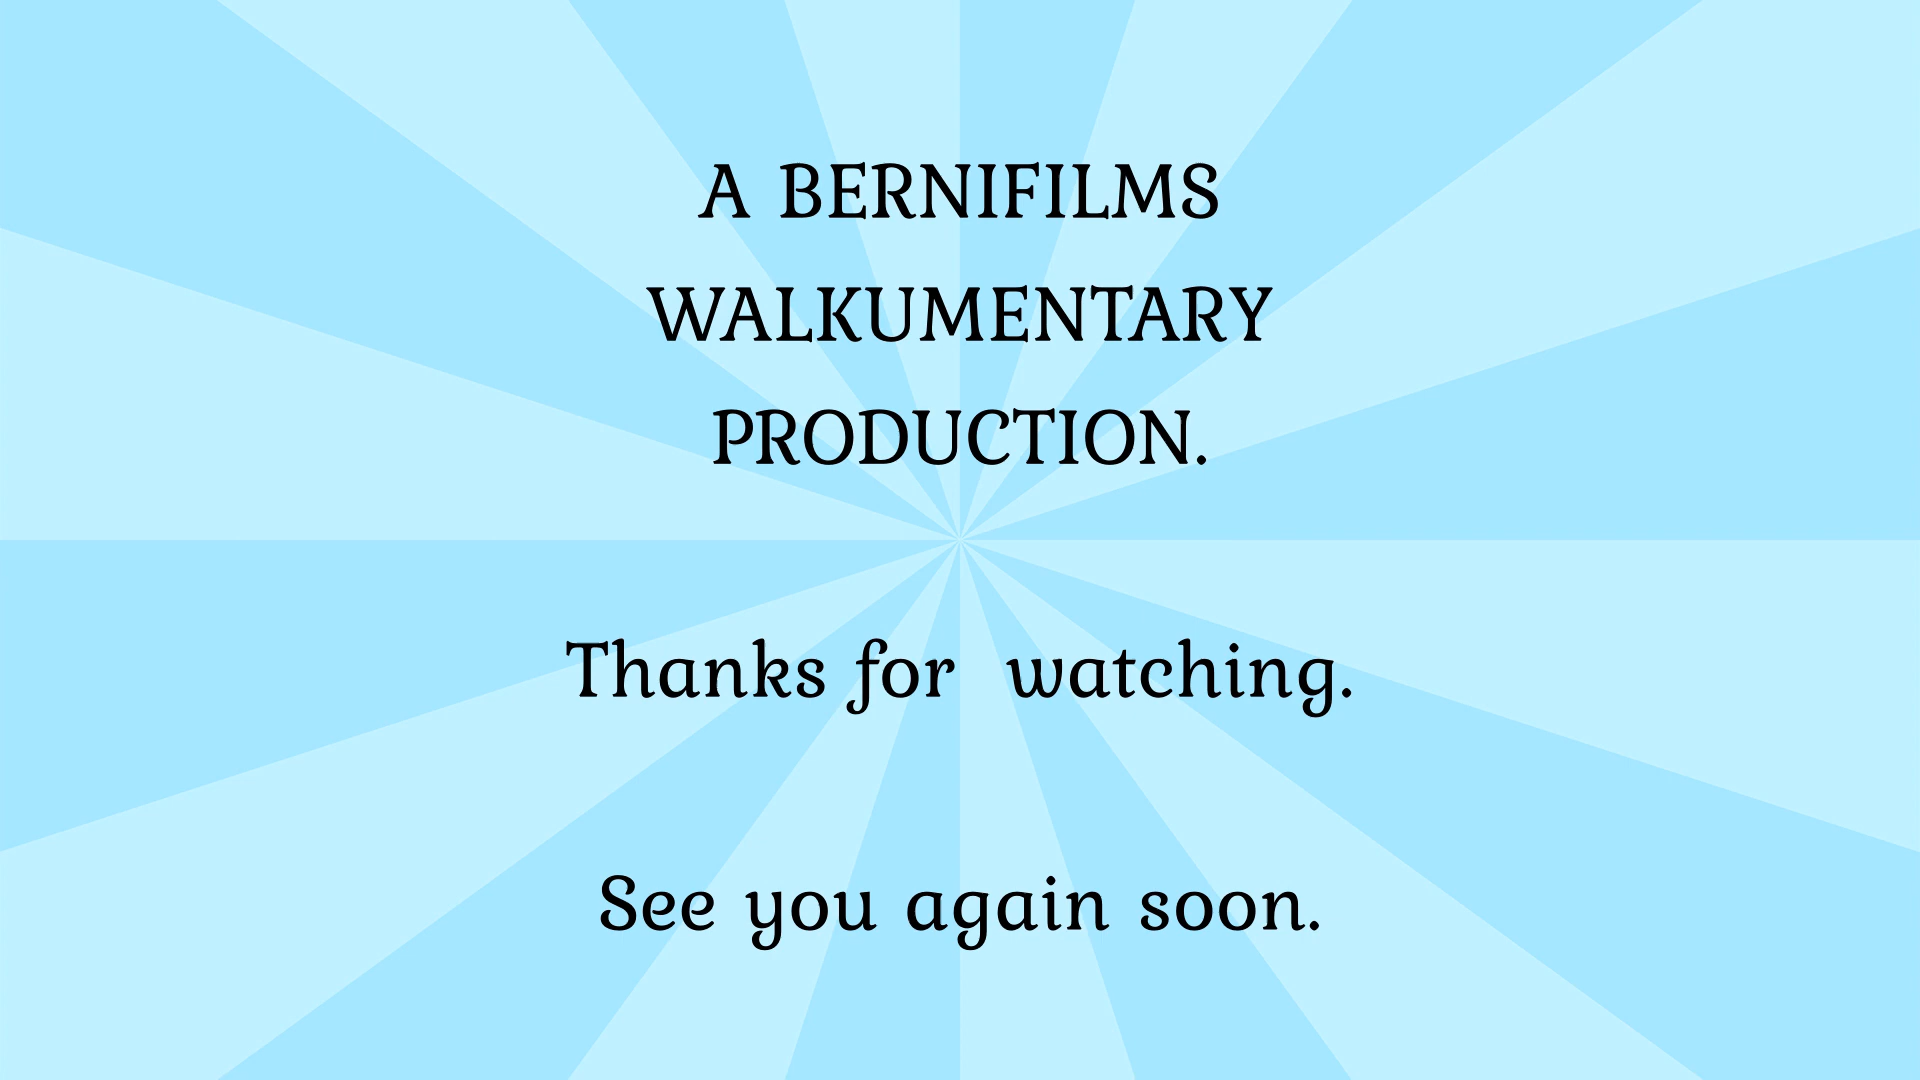 A BERNIFILMS
WALKUMENTARY
PRODUCTION.
Thanks for  watching.
See you again soon.